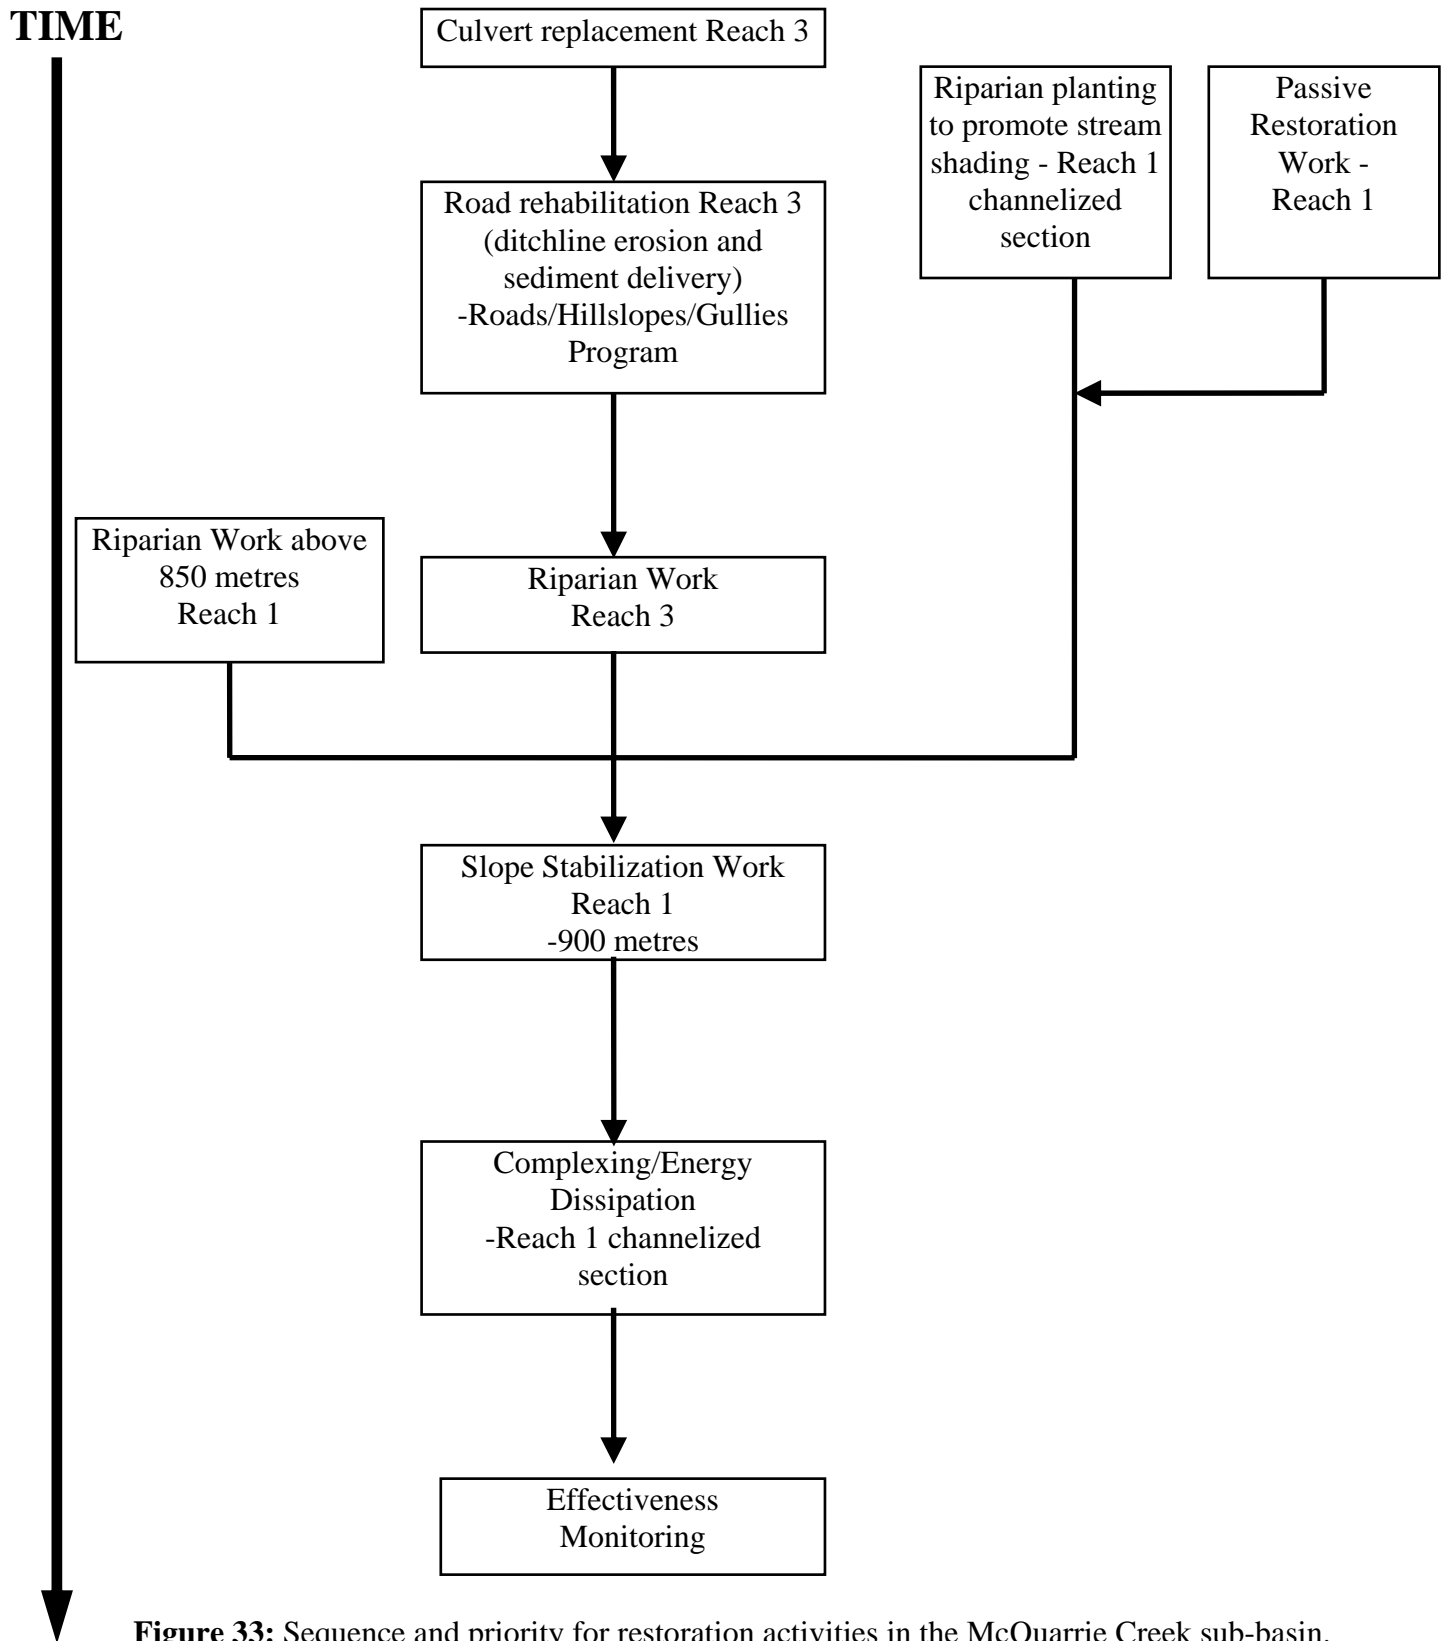 TIME
Culvert replacement Reach 3
Riparian planting
to promote stream
shading - Reach 1
channelized
section
Passive
Restoration
Work -
Reach 1
Road rehabilitation Reach 3
(ditchline erosion and
sediment delivery)
-Roads/Hillslopes/Gullies
Program
Riparian Work above
850 metres
Reach 1
Riparian Work
Reach 3
Slope Stabilization Work
Reach 1
-900 metres
Complexing/Energy
Dissipation
-Reach 1 channelized
section
Effectiveness
Monitoring
Figure 33: Sequence and priority for restoration activities in the McQuarrie Creek sub-basin.